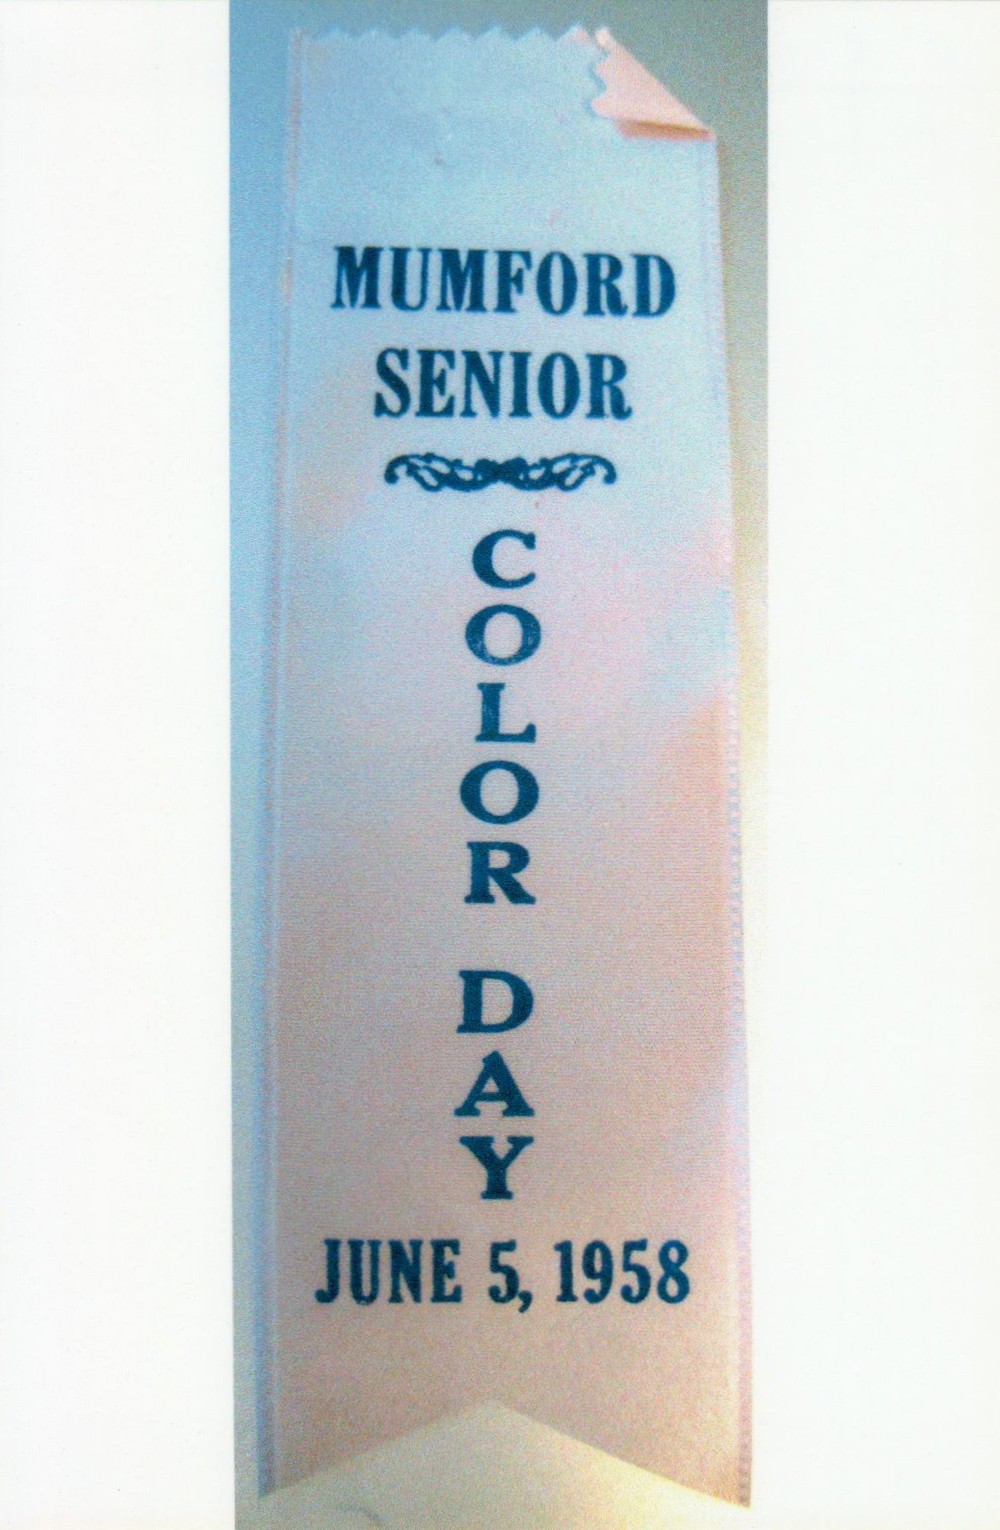 MUMFORD
SENIOR
COLOR
DAY
JUNE 5, 1958